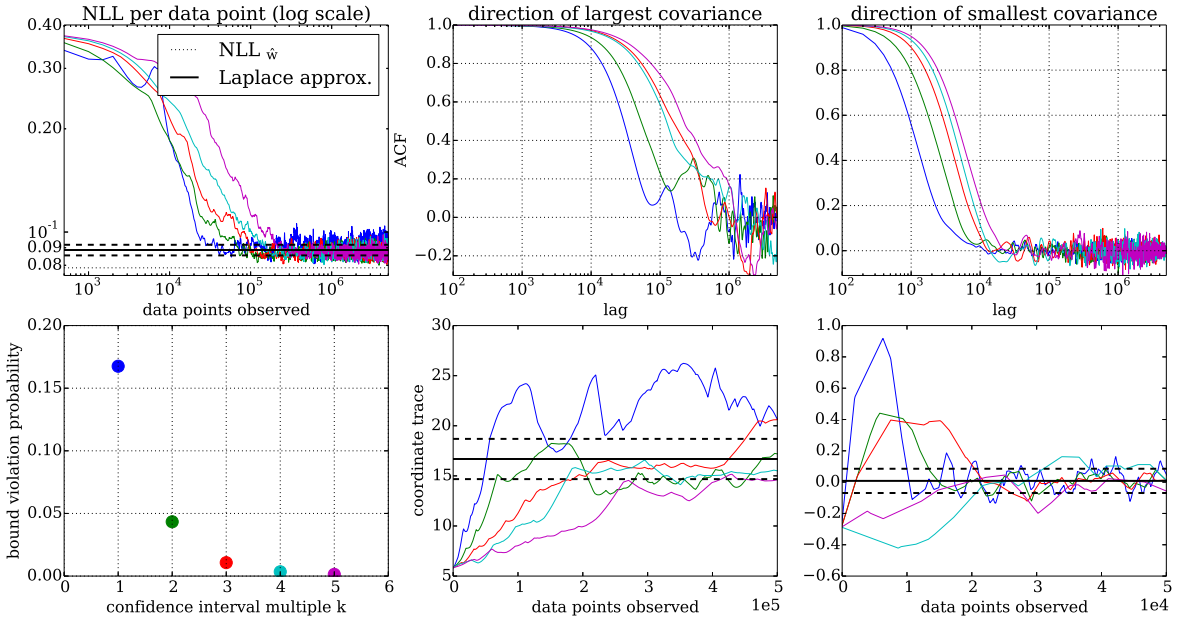 NLL per data point (log scale)
0.40
0.30
0.20
10⁻¹
0.09
0.08
NLL ŵ
Laplace approx.
10³ 10⁴ 10⁵ 10⁶
data points observed
direction of largest covariance
ACF
1.0
0.8
0.6
0.4
0.2
0.0
−0.2
10² 10³ 10⁴ 10⁵ 10⁶
lag
direction of smallest covariance
1.0
0.8
0.6
0.4
0.2
0.0
10² 10³ 10⁴ 10⁵ 10⁶
lag
bound violation probability
0.20
0.15
0.10
0.05
0.00
0 1 2 3 4 5 6
confidence interval multiple k
coordinate trace
30
25
20
15
10
5
0 1 2 3 4 5
data points observed
1e5
1.0
0.8
0.6
0.4
0.2
0.0
−0.2
−0.4
−0.6
0 1 2 3 4 5
data points observed
1e4